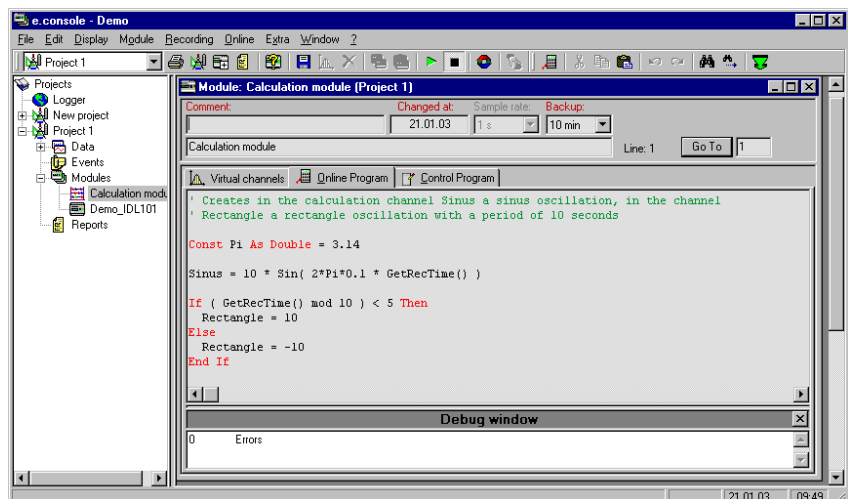 e.console - Demo
File Edit Display Module Recording Online Extra Window ?
Project 1
Projects
Logger
New project
Project 1
Data
Events
Modules
Calculation modu
Demo_IDL101
Reports
Module: Calculation module (Project 1)
Comment: Changed at: Sample rate: Backup:
21.01.03 1 s 10 min
Calculation module Line: 1 Go To 1
Virtual channels Online Program Control Program
' Creates in the calculation channel Sinus a sinus oscillation, in the channel
' Rectangle a rectangle oscillation with a period of 10 seconds
Const Pi As Double = 3.14
Sinus = 10 * Sin( 2*Pi*0.1 * GetRecTime() )
If ( GetRecTime() mod 10 ) < 5 Then
Rectangle = 10
Else
Rectangle = -10
End If
Debug window
0 Errors
21.01.03 09:49